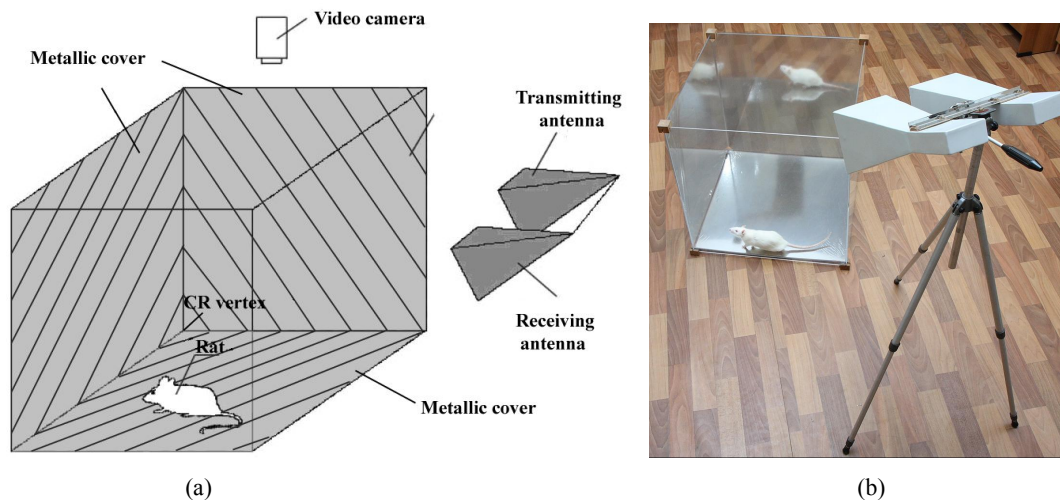 Video camera
Metallic cover
Transmitting
antenna
CR vertex
Rat
Receiving
antenna
Metallic cover
(a)
(b)